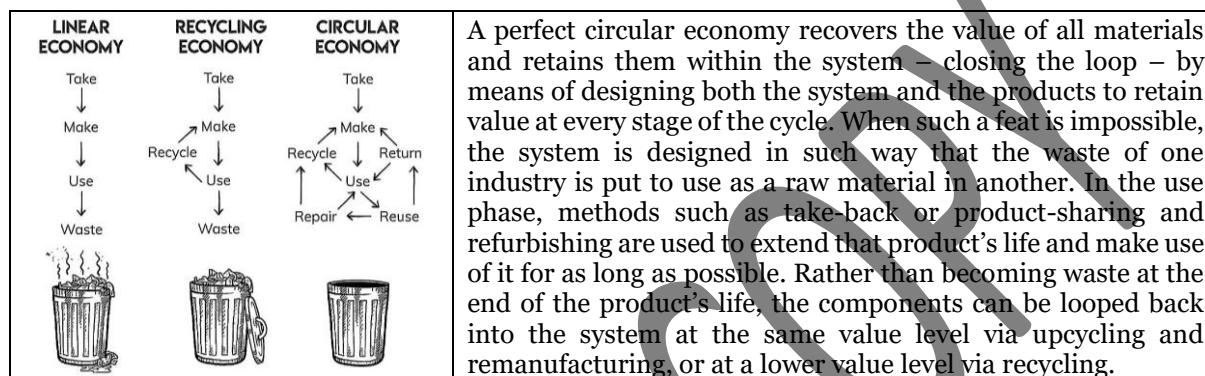 LINEAR
ECONOMY
Take
Make
Use
Waste
RECYCLING
ECONOMY
Take
Make
Recycle
Use
Waste
CIRCULAR
ECONOMY
Take
Make
Recycle
Return
Use
Repair
Reuse
A perfect circular economy recovers the value of all materials
and retains them within the system – closing the loop – by
means of designing both the system and the products to retain
value at every stage of the cycle. When such a feat is impossible,
the system is designed in such way that the waste of one
industry is put to use as a raw material in another. In the use
phase, methods such as take-back or product-sharing and
refurbishing are used to extend that product’s life and make use
of it for as long as possible. Rather than becoming waste at the
end of the product’s life, the components can be looped back
into the system at the same value level via upcycling and
remanufacturing, or at a lower value level via recycling.
COPY